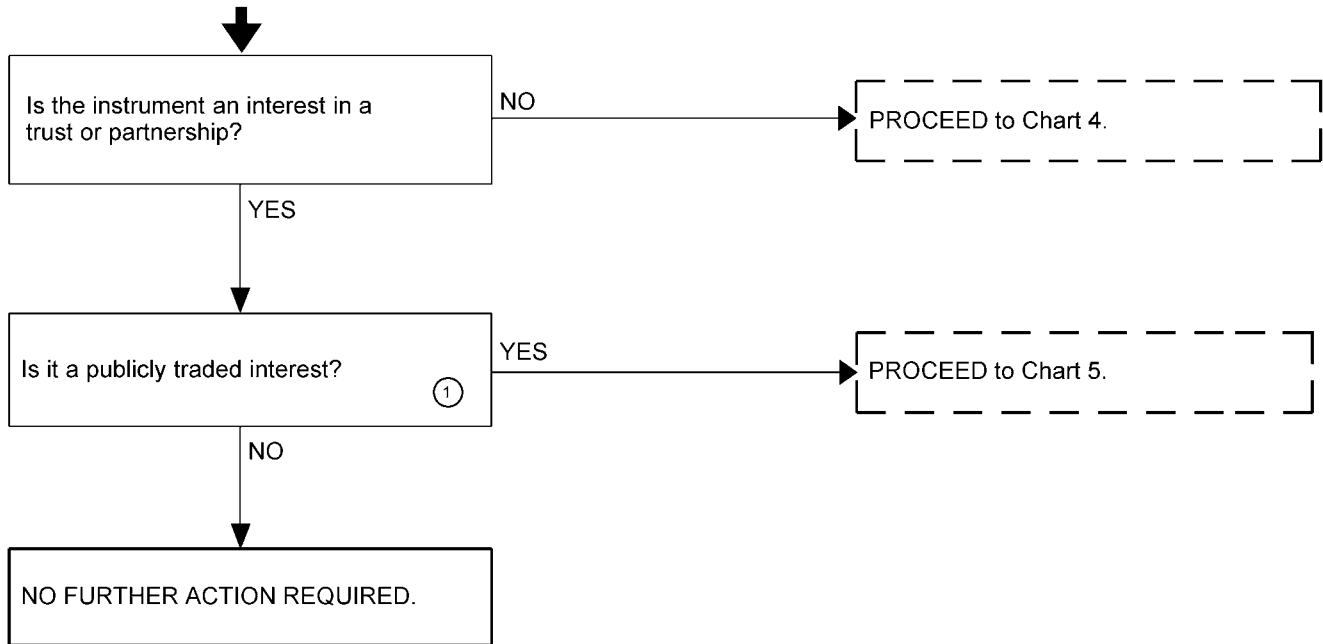 Is the instrument an interest in a
trust or partnership?
NO
PROCEED to Chart 4.
YES
Is it a publicly traded interest?
1
YES
PROCEED to Chart 5.
NO
NO FURTHER ACTION REQUIRED.